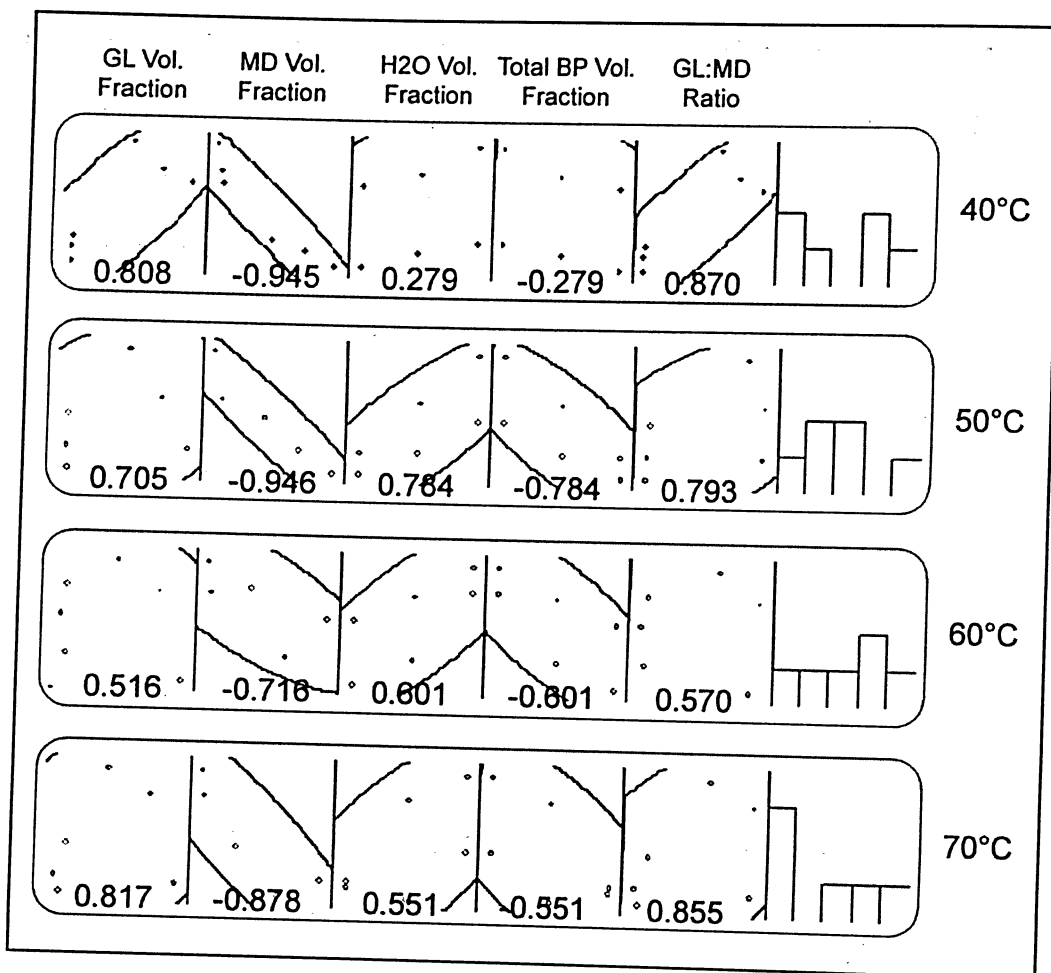 GL Vol. MD Vol. H2O Vol. Total BP Vol. GL:MD
Fraction Fraction Fraction Fraction Ratio
40°C
0.808 -0.945 0.279 -0.279 0.870
50°C
0.705 -0.946 0.784 -0.784 0.793
60°C
0.516 -0.716 0.601 -0.601 0.570
70°C
0.817 -0.878 0.551 -0.551 0.855